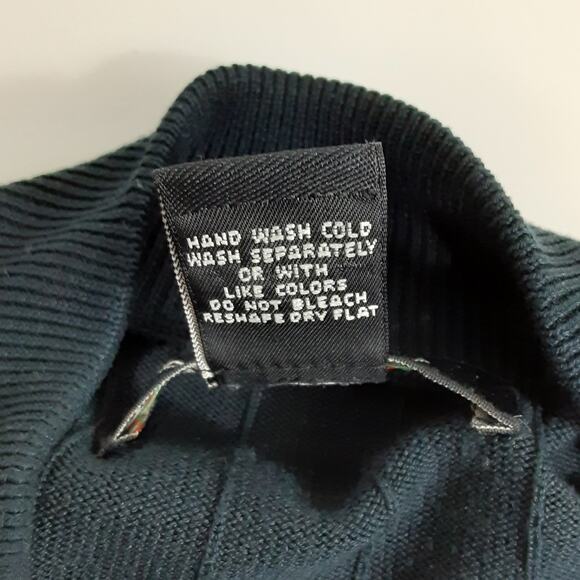 HAND WASH COLD
WASH SEPARATELY
OR WITH
LIKE COLORS
DO NOT BLEACH
RESHAPE DRY FLAT